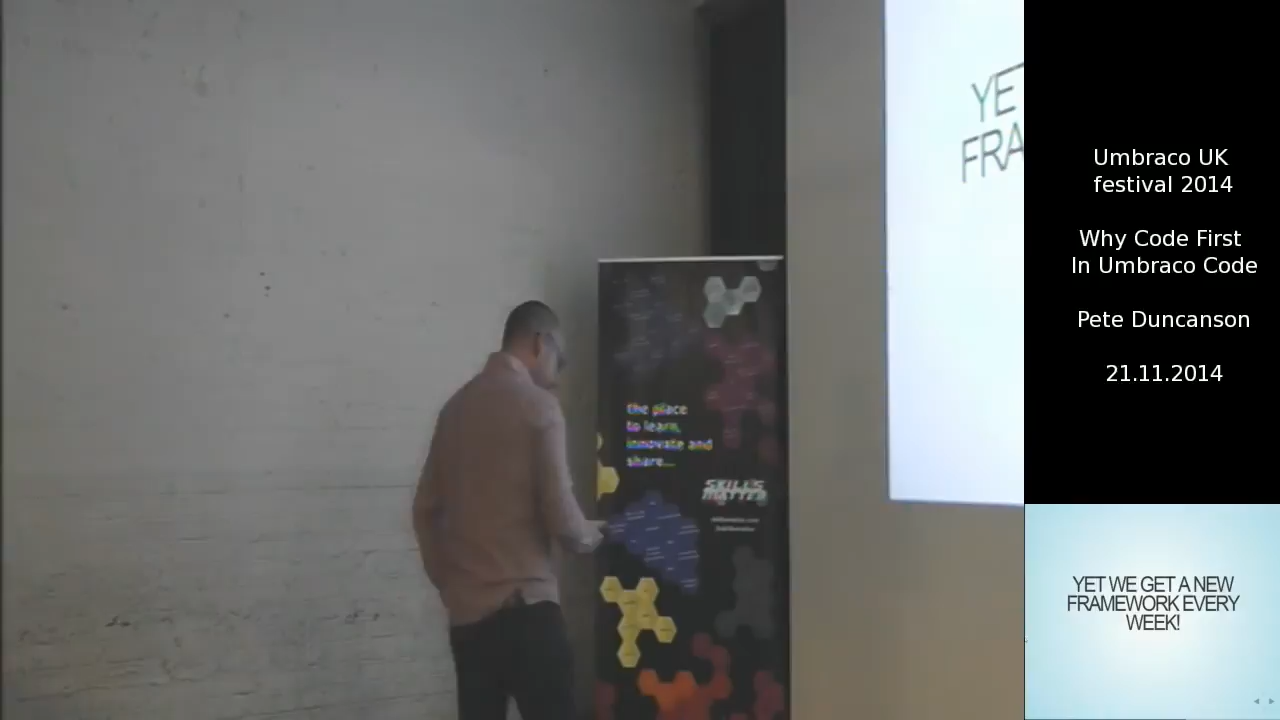 YET
FRA
the place
to learn,
innovate and
share...
SKILLS
MATTER
Umbraco UK
festival 2014
Why Code First
In Umbraco Code
Pete Duncanson
21.11.2014
YET WE GET A NEW
FRAMEWORK EVERY
WEEK!